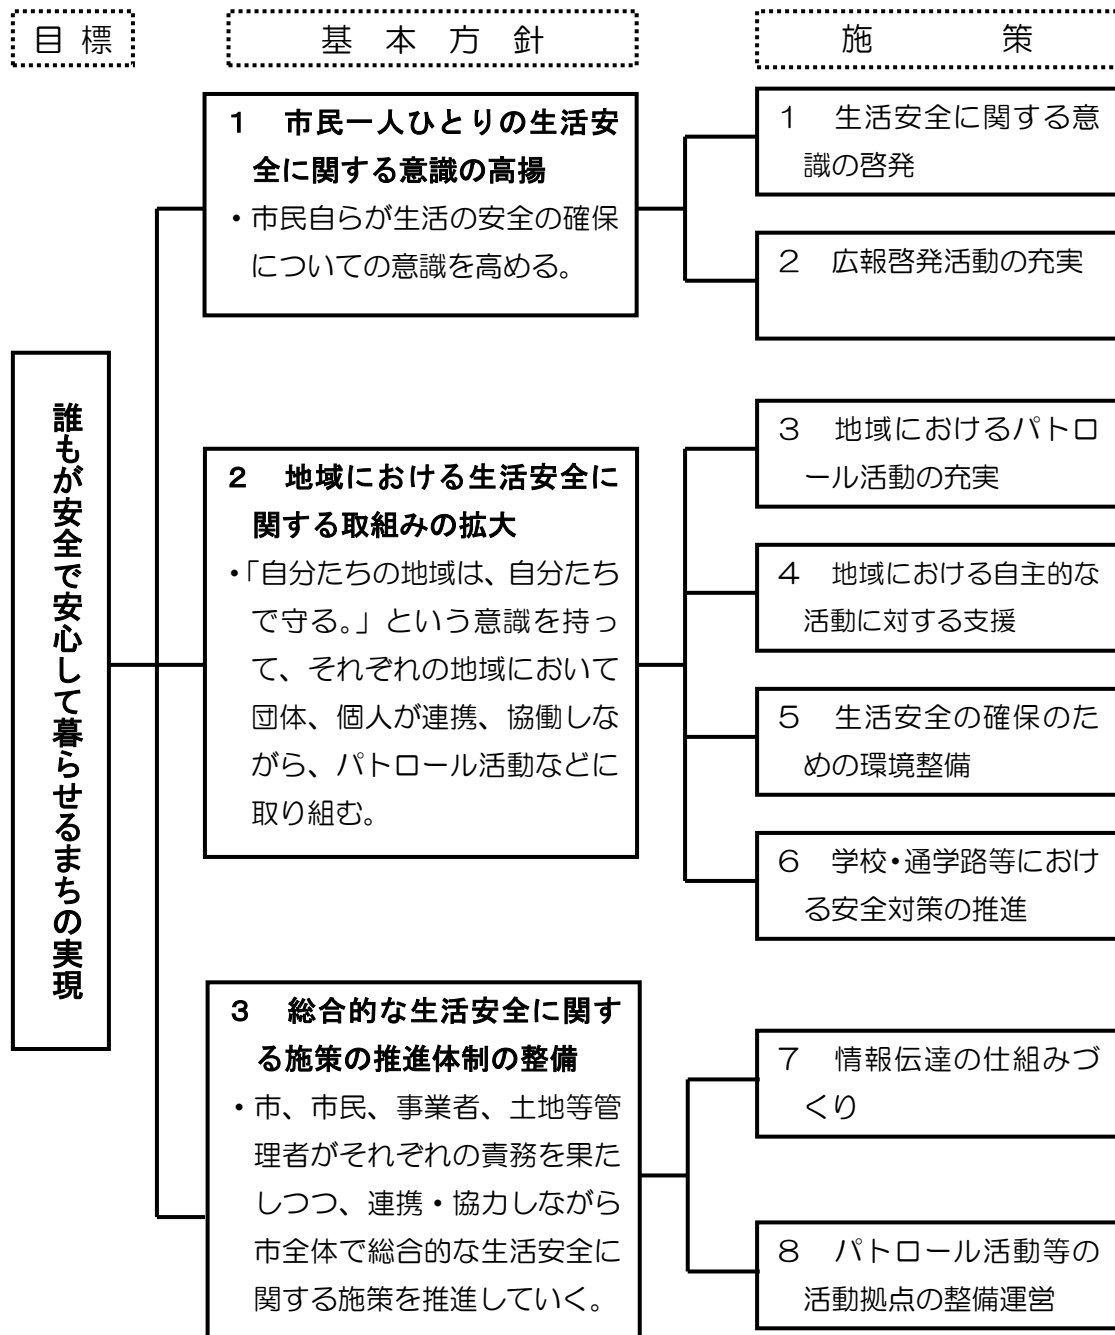 目 標
基 本 方 針
施 策
誰もが安全で安心して暮らせるまちの実現
1 市民一人ひとりの生活安
全に関する意識の高揚
・市民自らが生活の安全の確保
についての意識を高める。
1 生活安全に関する意
識の啓発
2 広報啓発活動の充実
2 地域における生活安全に
関する取組みの拡大
・「自分たちの地域は、自分たち
で守る。」という意識を持っ
て、それぞれの地域において
団体、個人が連携、協働しな
がら、パトロール活動などに
取り組む。
3 地域におけるパトロ
ール活動の充実
4 地域における自主的な
活動に対する支援
5 生活安全の確保のた
めの環境整備
6 学校・通学路等におけ
る安全対策の推進
3 総合的な生活安全に関す
る施策の推進体制の整備
・市、市民、事業者、土地等管
理者がそれぞれの責務を果た
しつつ、連携・協力しながら
市全体で総合的な生活安全に
関する施策を推進していく。
7 情報伝達の仕組みづ
くり
8 パトロール活動等の
活動拠点の整備運営